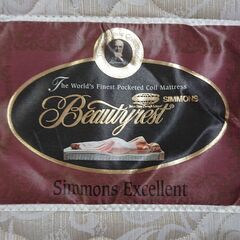 The World's Finest Pocketed Coil Mattress
SIMMONS
Beautyrest
Simmons Excellent